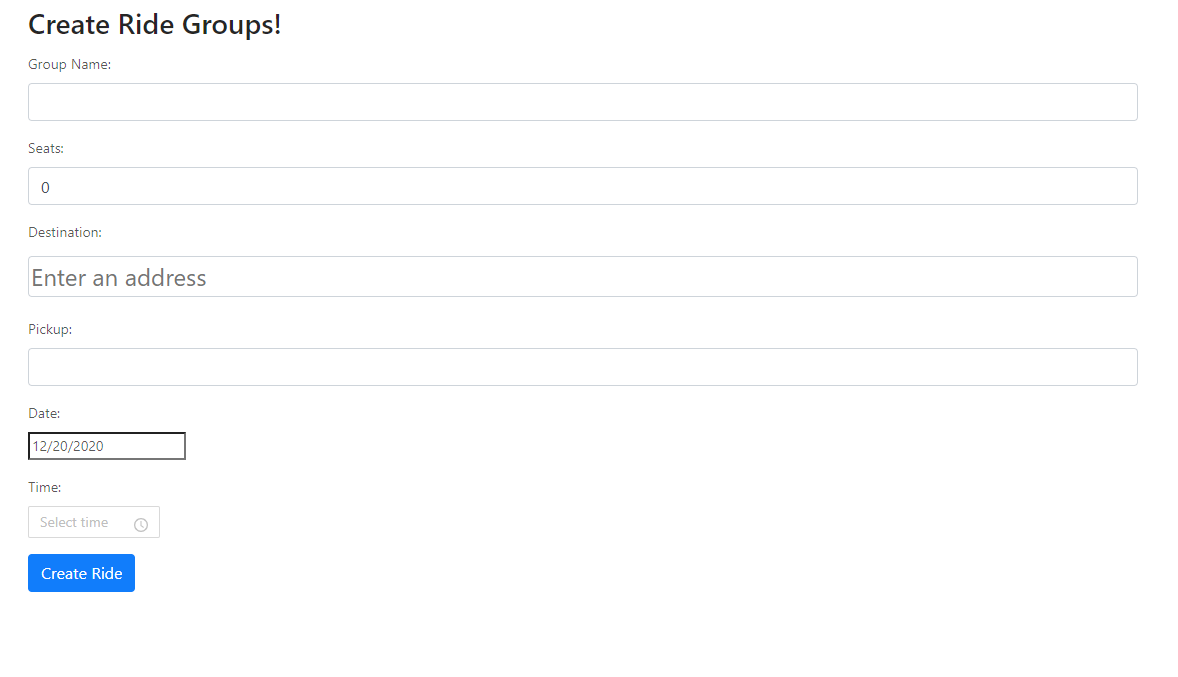 Create Ride Groups!
Group Name:
Seats:
0
Destination:
Enter an address
Pickup:
Date:
12/20/2020
Time:
Select time
Create Ride